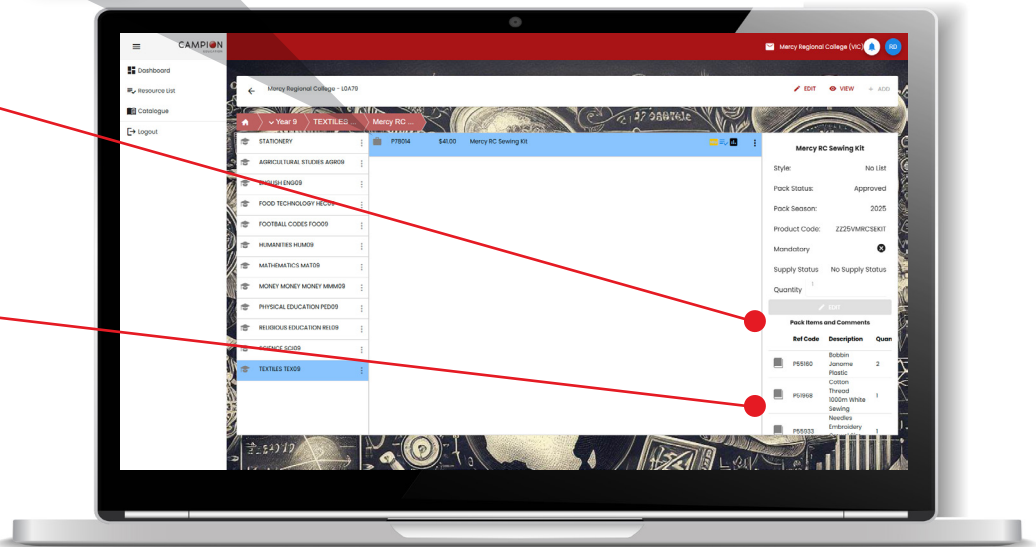 CAMPION
Mercy Regional College (VIC)
RD
Dashboard
Resource List
Catalogue
Logout
Mercy Regional College - L0A79
EDIT
VIEW
+ ADD
Year 9
TEXTILES ...
Mercy RC ...
STATIONERY
AGRICULTURAL STUDIES AGR09
ENGLISH ENG09
FOOD TECHNOLOGY HEC09
FOOTBALL CODES FOO09
HUMANITIES HUM09
MATHEMATICS MAT09
MONEY MONEY MONEY MMM09
PHYSICAL EDUCATION PED09
RELIGIOUS EDUCATION REL09
SCIENCE SCI09
TEXTILES TEX09
P78014 $41.00 Mercy RC Sewing Kit
Mercy RC Sewing Kit
Style: No List
Pack Status: Approved
Pack Season: 2025
Product Code: ZZ25VMRCSEKIT
Mandatory
Supply Status No Supply Status
Quantity 1
EDIT
Pack Items and Comments
Ref Code Description Quan
P55160 Bobbin Janome Plastic 2
P51968 Cotton Thread 1000m White Sewing 1
P55933 Needles Embroidery 1